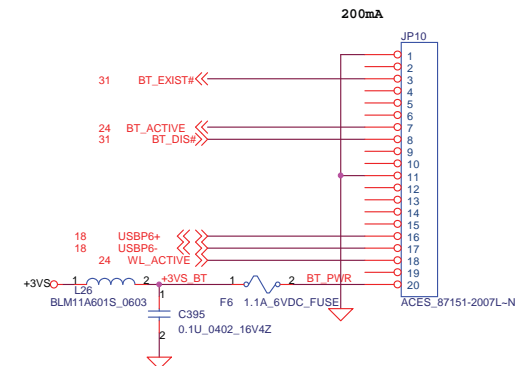 200mA
JP10
1
2
31 BT_EXIST# 3
4
5
6
24 BT_ACTIVE 7
31 BT_DIS# 8
9
10
11
12
13
14
15
18 USBP6+ 16
18 USBP6- 17
24 WL_ACTIVE 18
19
+3VS 1 2 +3VS_BT 1 2 BT_PWR 20
L26
BLM11A601S_0603 1 F6 1.1A_6VDC_FUSE ACES_87151-2007L~N
C395
0.1U_0402_16V4Z
2